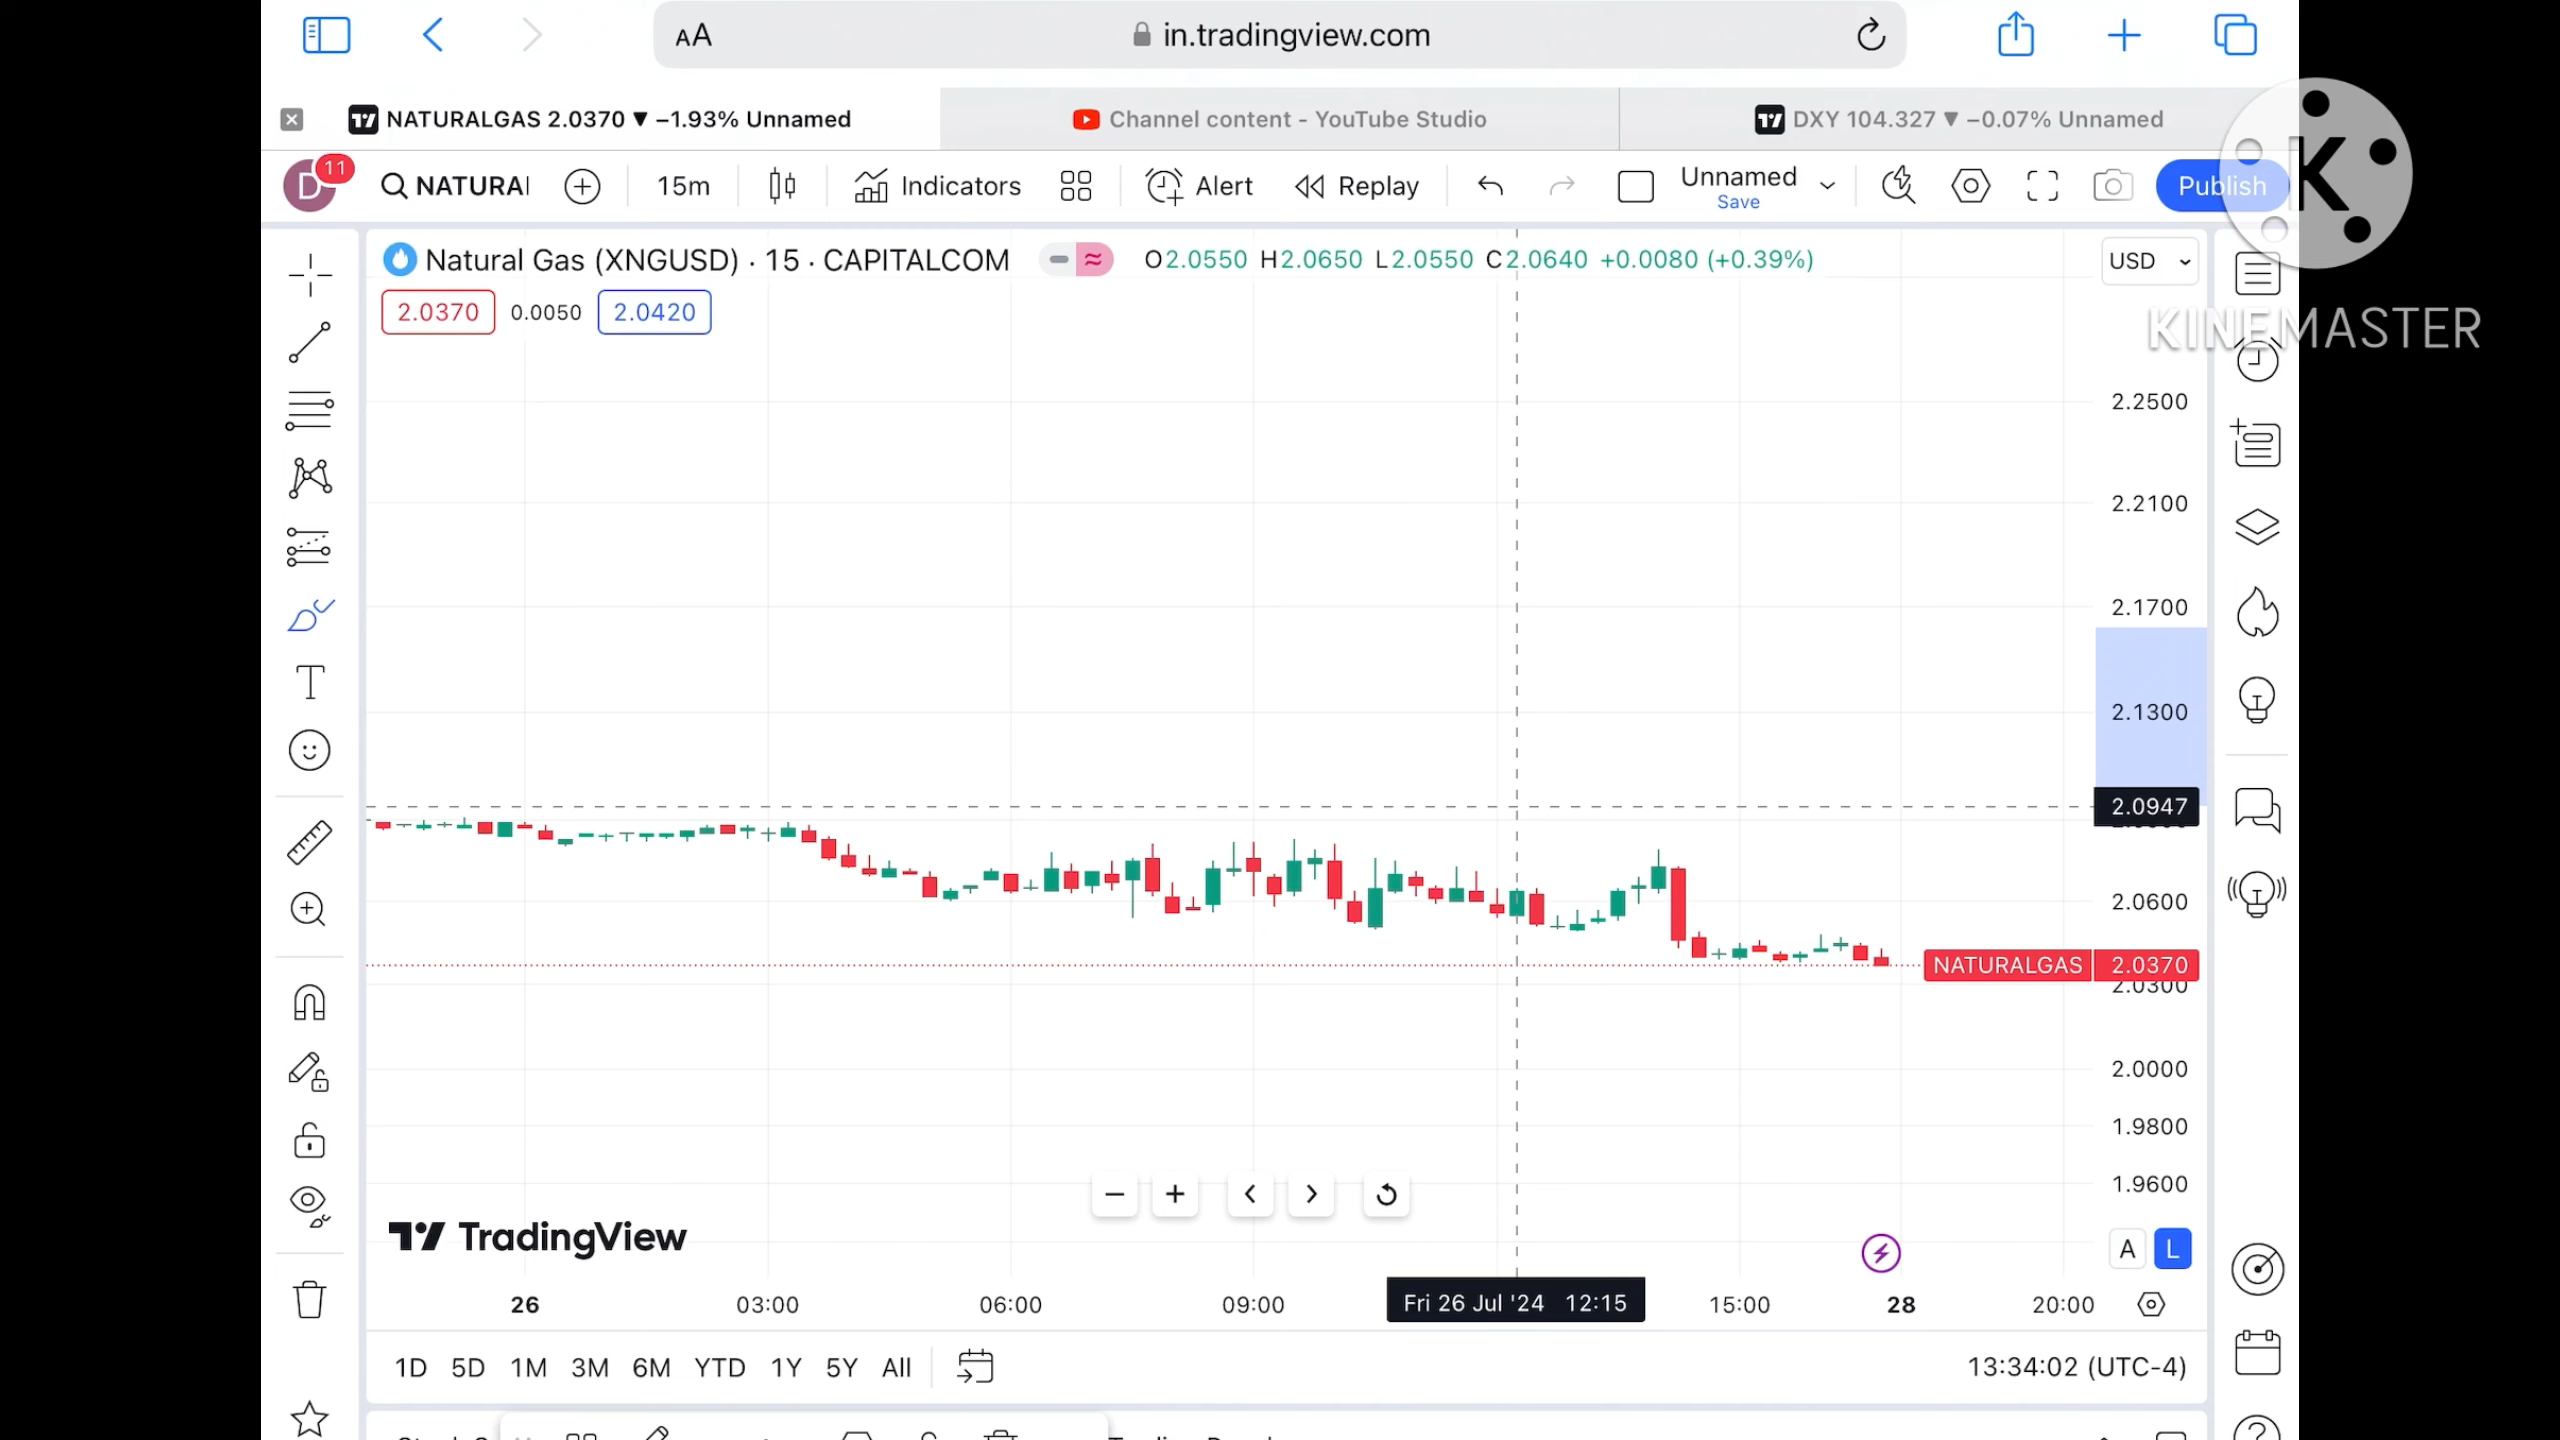 AA in.tradingview.com
NATURALGAS 2.0370 ▼ −1.93% Unnamed
Channel content - YouTube Studio
DXY 104.327 ▼ −0.07% Unnamed
D 11
NATURA
15m
Indicators
Alert
Replay
Unnamed
Save
Publish
K
KINEMASTER
Natural Gas (XNGUSD) · 15 · CAPITALCOM
O2.0550 H2.0650 L2.0550 C2.0640 +0.0080 (+0.39%)
USD
2.0370 0.0050 2.0420
2.2500
2.2100
2.1700
2.1300
2.0947
2.0600
NATURALGAS 2.0370
2.0300
2.0000
1.9800
1.9600
TradingView
A L
26 03:00 06:00 09:00 Fri 26 Jul '24 12:15 15:00 28 20:00
1D 5D 1M 3M 6M YTD 1Y 5Y All
13:34:02 (UTC-4)